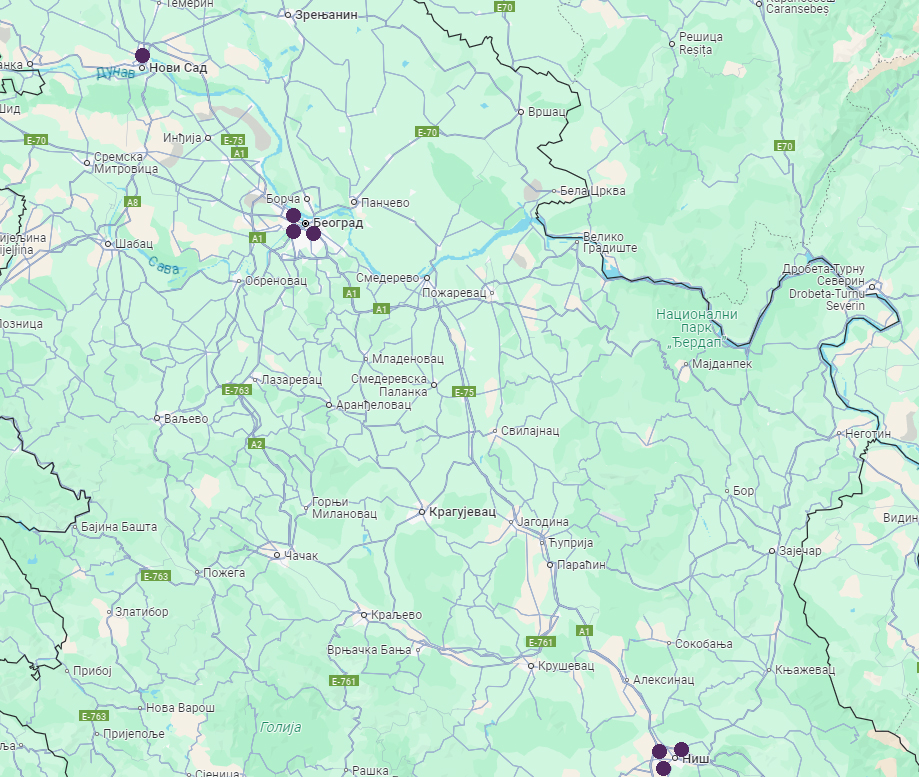 Темерин
Зрењанин
E70
Caransebeș
Решица
Reșița
Дунав
Нови Сад
Шид
Вршац
E-70
Инђија
E-75
A1
E-70
E70
Сремска
Митровица
A8
Борча
Панчево
Бела Црква
Београд
A1
Шабац
Сава
Велико
Градиште
Обреновац
Смедерево
Пожаревац
A1
A1
Дробета-Турну
Северин
Drobeta-Turnu
Severin
Национални
парк
„Ђердап"
Младеновац
Мајданпек
Лазаревац
Смедеревска
Паланка
E-763
E-75
Аранђеловац
Ваљево
Свилајнац
Неготин
A2
Бор
Горњи
Милановац
Крагујевац
Јагодина
Бајина Башта
Ћуприја
Чачак
Зајечар
Параћин
Пожега
E-763
Златибор
Краљево
A1
E-761
Сокобања
Врњачка Бања
Крушевац
Прибој
Књажевац
E-761
Алексинац
Нова Варош
E-763
Голија
Пријепоље
Ниш
Сјеница
Рашка